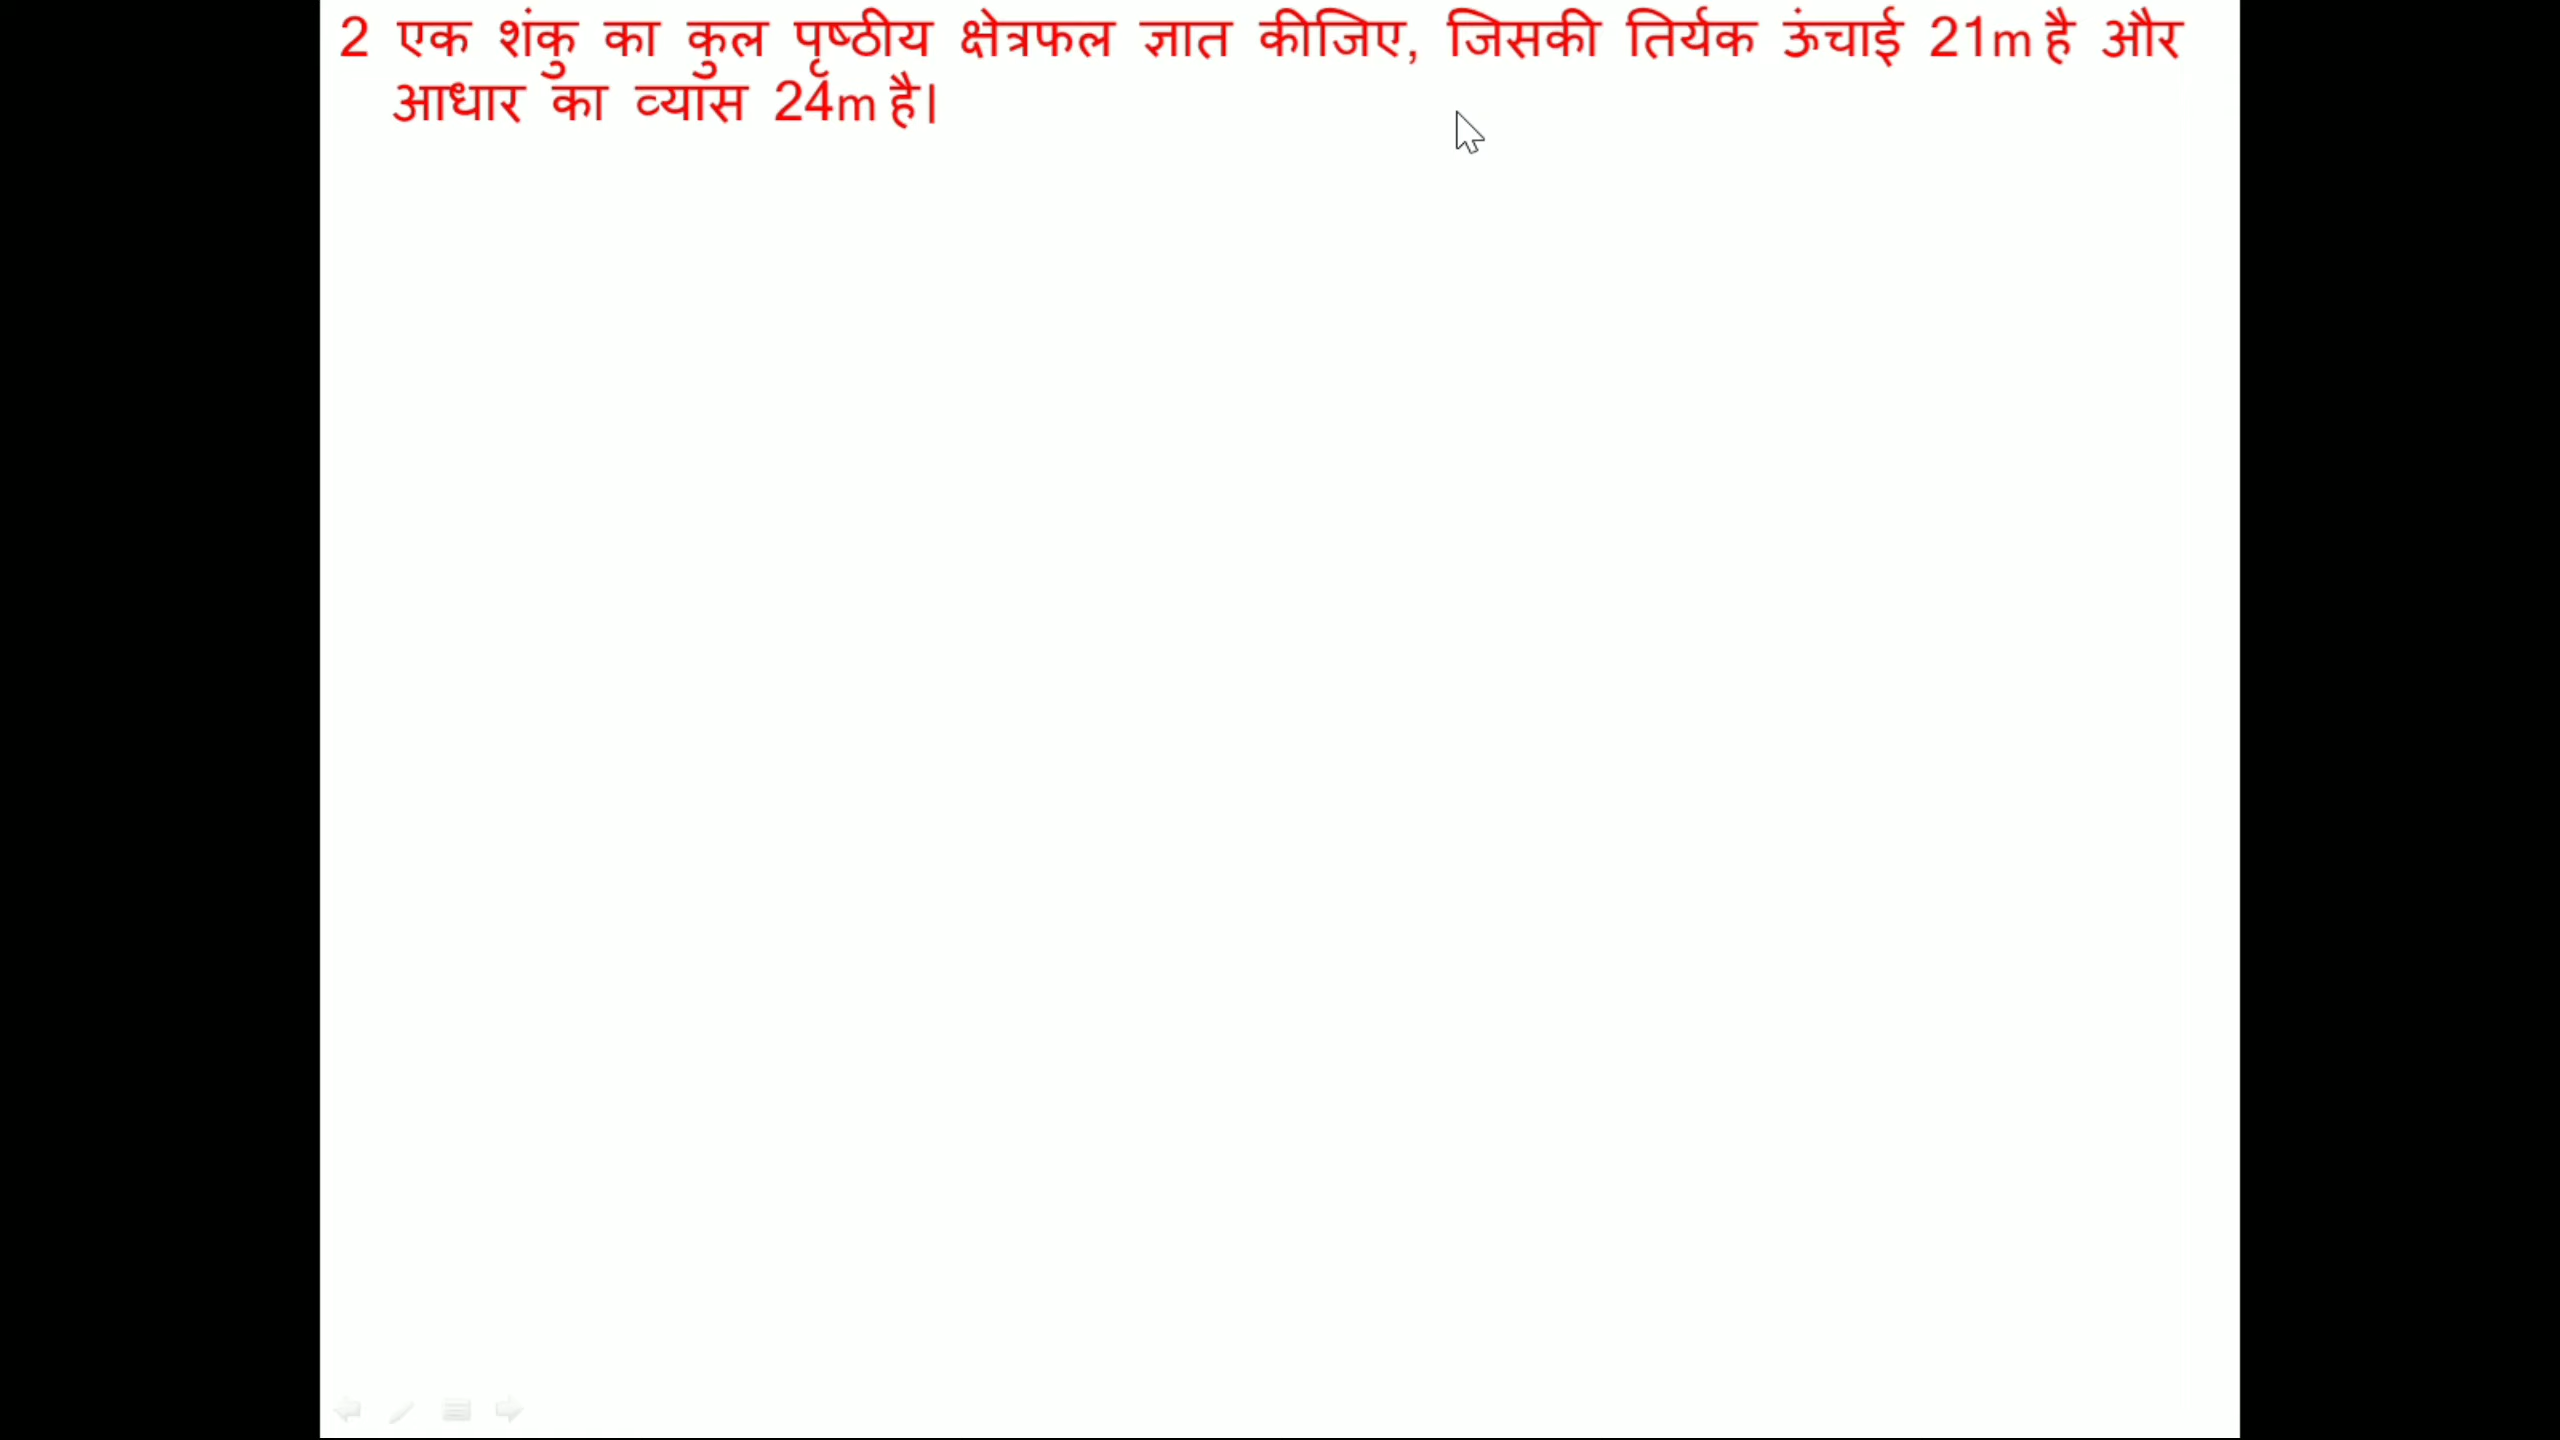 2 एक शंकु का कुल पृष्ठीय क्षेत्रफल ज्ञात कीजिए, जिसकी तिर्यक ऊंचाई 21m है और
आधार का व्यास 24m है।